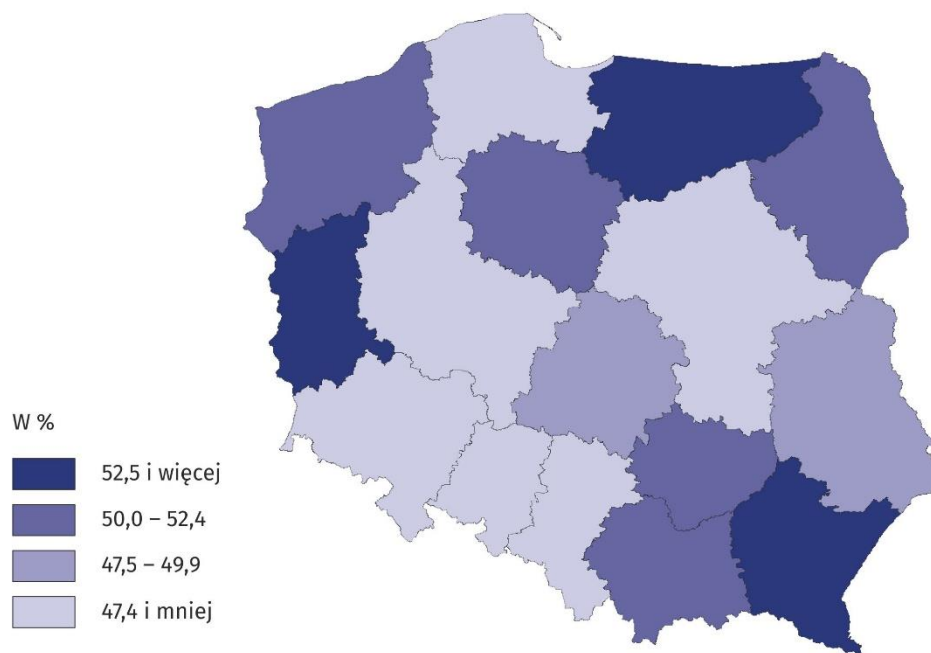 W %
52,5 i więcej
50,0 – 52,4
47,5 – 49,9
47,4 i mniej